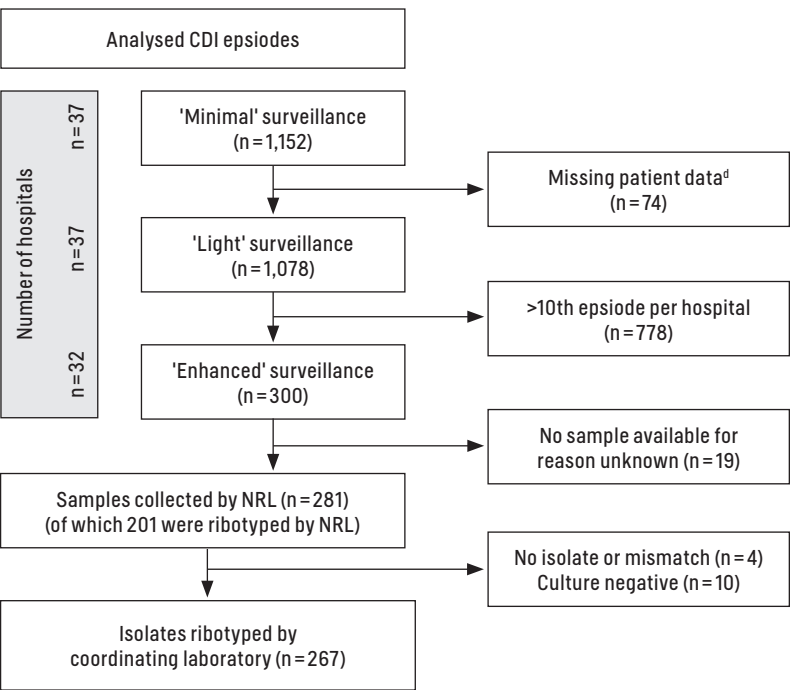 Analysed CDI epsiodes
Number of hospitals
n=37
n=37
n=32
'Minimal' surveillance
(n=1,152)
Missing patient dataᵈ
(n=74)
'Light' surveillance
(n=1,078)
>10th epsiode per hospital
(n=778)
'Enhanced' surveillance
(n=300)
No sample available for
reason unknown (n=19)
Samples collected by NRL (n=281)
(of which 201 were ribotyped by NRL)
No isolate or mismatch (n=4)
Culture negative (n=10)
Isolates ribotyped by
coordinating laboratory (n=267)